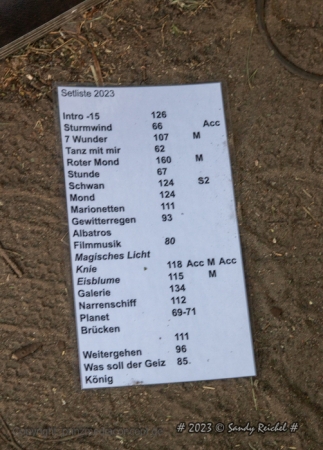 Setliste 2023
Intro -15 126
Sturmwind 66 Acc
7 Wunder 107 M
Tanz mit mir 62
Roter Mond 160 M
Stunde 67
Schwan 124 S2
Mond 124
Marionetten 111
Gewitterregen 93
Albatros
Filmmusik 80
Magisches Licht
Knie 118 Acc M Acc
Eisblume 115 M
Galerie 134
Narrenschiff 112
Planet 69-71
Brücken
111
Weitergehen 96
Was soll der Geiz 85
König
# 2023 © Sandy Reichel #